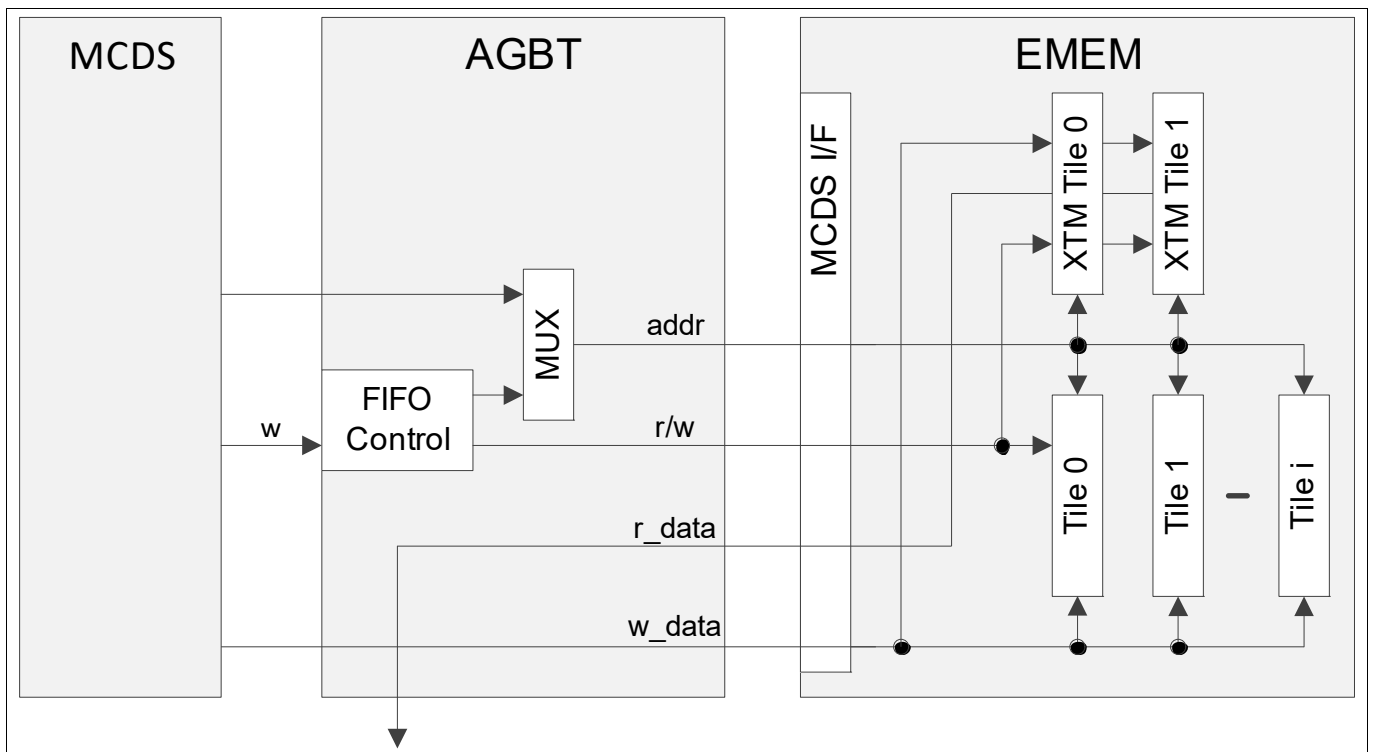 MCDS
AGBT
EMEM
MCDS I/F
XTM Tile 0
XTM Tile 1
MUX
addr
FIFO
Control
w
r/w
Tile 0
Tile 1
Tile i
r_data
w_data